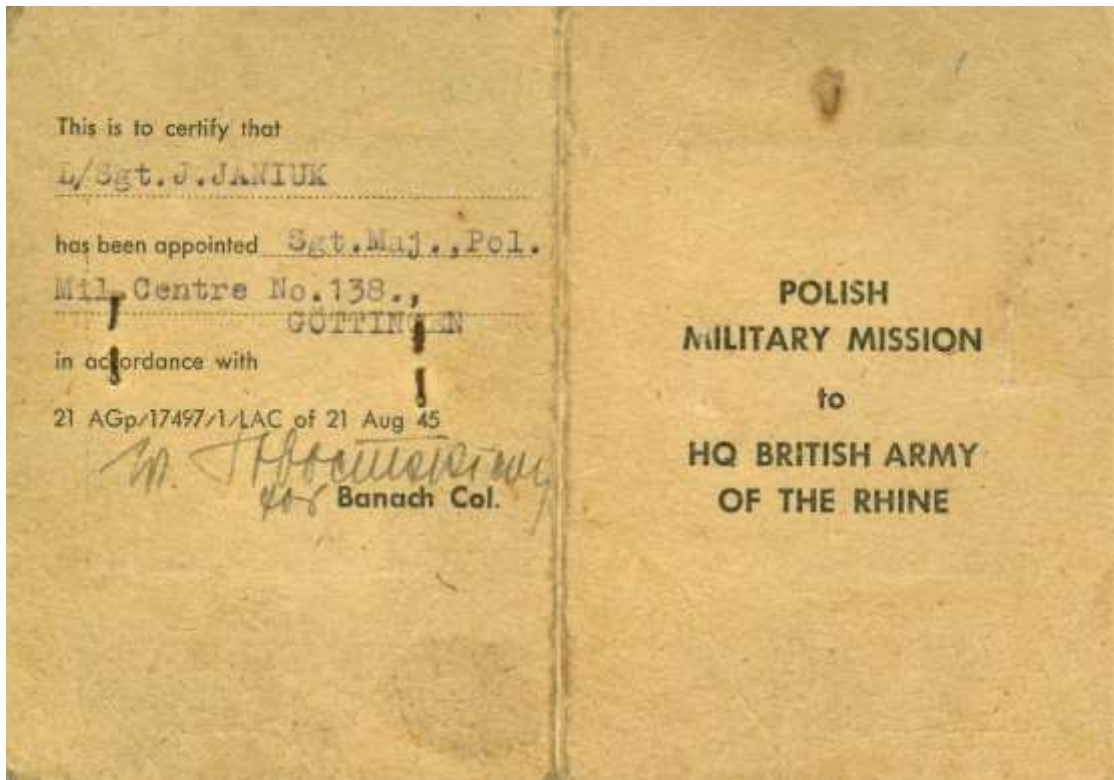 This is to certify that
L/Sgt.J.JANIUK
has been appointed Sgt.Maj.,Pol.
Mil.Centre No.138.,
GÖTTINGEN
in accordance with
21 AGp/17497/1/LAC of 21 Aug 45
for Banach Col.
POLISH
MILITARY MISSION
to
HQ BRITISH ARMY
OF THE RHINE